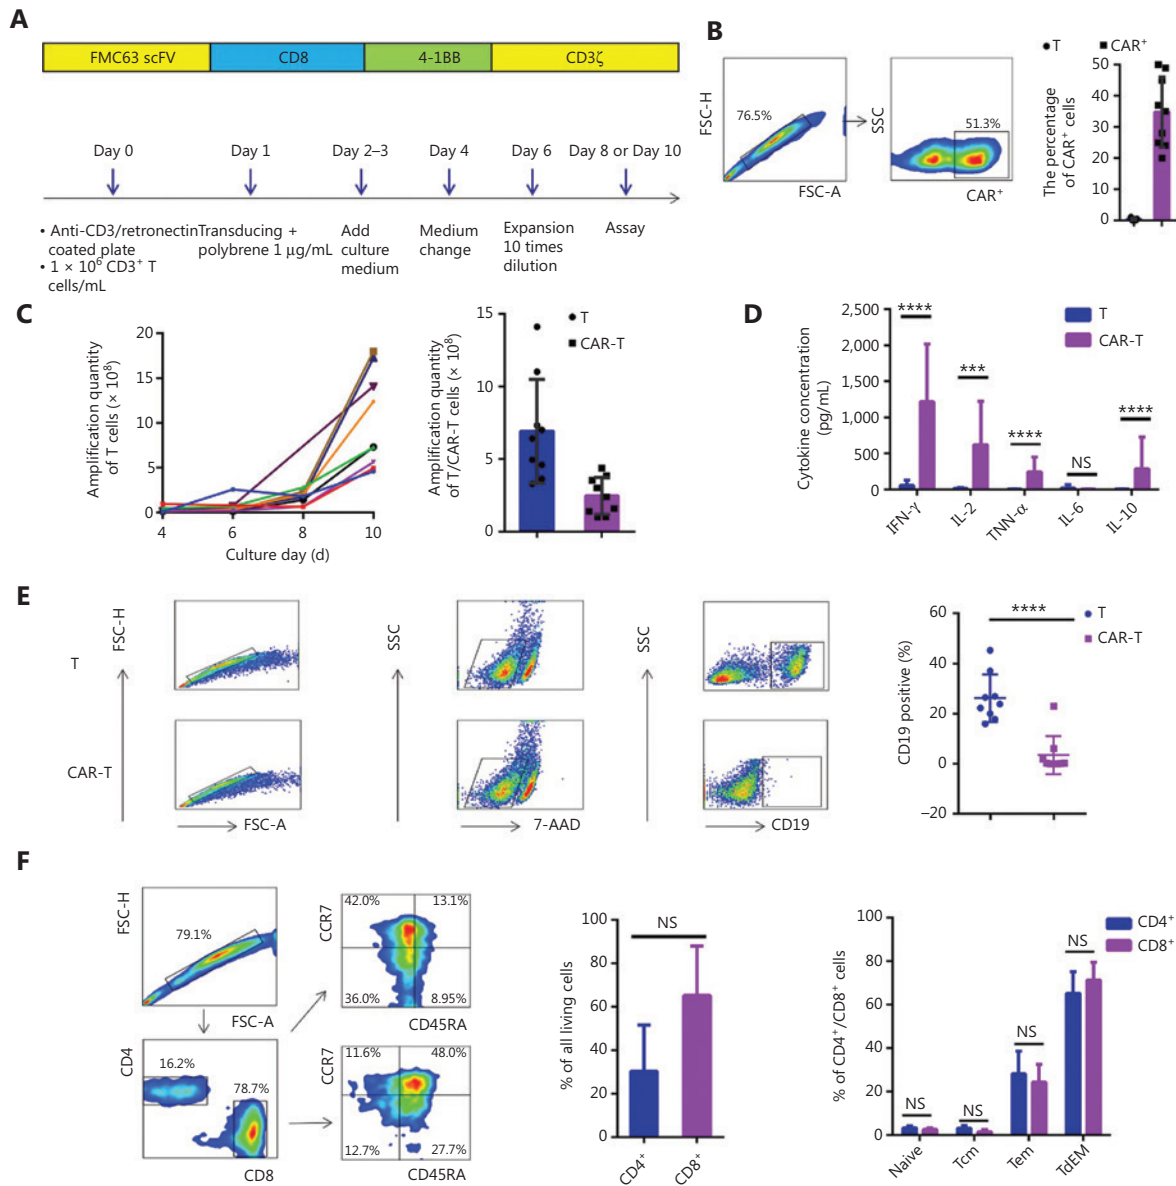 A
FMC63 scFV
CD8
4-1BB
CD3ζ
Day 0
Day 1
Day 2–3
Day 4
Day 6
Day 8 or Day 10
• Anti-CD3/retronectin
coated plate
• 1 × 10⁶ CD3⁺ T
cells/mL
Transducing +
polybrene 1 µg/mL
Add
culture
medium
Medium
change
Expansion
10 times
dilution
Assay
B
FSC-H
76.5%
FSC-A
SSC
51.3%
CAR⁺
T
CAR⁺
The percentage
of CAR⁺ cells
50
40
30
20
10
0
C
Amplification quantity
of T cells (× 10⁸)
20
15
10
5
0
4
6
8
10
Culture day (d)
Amplification quantity
of T/CAR-T cells (× 10⁸)
15
10
5
0
T
CAR-T
D
Cytokine concentration
(pg/mL)
2,500
2,000
1,500
1,000
500
0
****
***
****
NS
****
T
CAR-T
IFN-γ
IL-2
TNN-α
IL-6
IL-10
E
T
CAR-T
FSC-H
FSC-A
SSC
7-AAD
SSC
CD19
CD19 positive (%)
60
40
20
0
–20
****
T
CAR-T
F
FSC-H
79.1%
FSC-A
CD4
16.2%
78.7%
CD8
CCR7
42.0%
13.1%
36.0%
8.95%
CD45RA
CCR7
11.6%
48.0%
12.7%
27.7%
CD45RA
% of all living cells
100
80
60
40
20
0
NS
CD4⁺
CD8⁺
% of CD4⁺/CD8⁺ cells
100
80
60
40
20
0
NS
NS
NS
NS
CD4⁺
CD8⁺
Naive
Tcm
Tem
TdEM